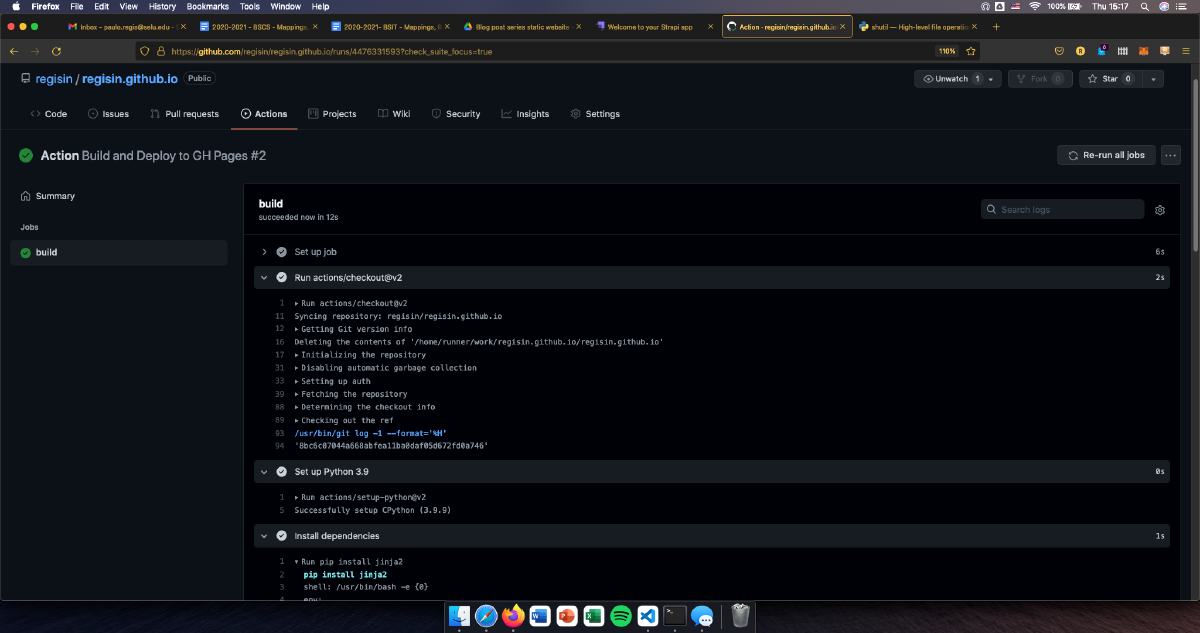 Firefox File Edit View History Bookmarks Tools Window Help 100% Thu 15:17
Inbox – paulo.regis@selu.edu - 2020-2021 - BSCS - Mappings, 2020-2021- BSIT - Mappings, Blog post series static website Welcome to your Strapi app Action · regisin/regisin.github.io shutil — High-level file operatio
https://github.com/regisin/regisin.github.io/runs/4476331593?check_suite_focus=true 110%
regisin / regisin.github.io Public Unwatch 1 Fork 0 Star 0
Code Issues Pull requests Actions Projects Wiki Security Insights Settings
Action Build and Deploy to GH Pages #2 Re-run all jobs
Summary
Jobs
build
build
succeeded now in 12s
Search logs
Set up job 6s
Run actions/checkout@v2 2s
1 Run actions/checkout@v2
11 Syncing repository: regisin/regisin.github.io
12 Getting Git version info
16 Deleting the contents of '/home/runner/work/regisin.github.io/regisin.github.io'
17 Initializing the repository
31 Disabling automatic garbage collection
33 Setting up auth
39 Fetching the repository
88 Determining the checkout info
89 Checking out the ref
93 /usr/bin/git log -1 --format='%H'
94 '8bc6c07044a668abfea11ba0daf05d672fd0a746'
Set up Python 3.9 0s
1 Run actions/setup-python@v2
5 Successfully setup CPython (3.9.9)
Install dependencies 1s
1 Run pip install jinja2
2 pip install jinja2
3 shell: /usr/bin/bash -e {0}
4 env: